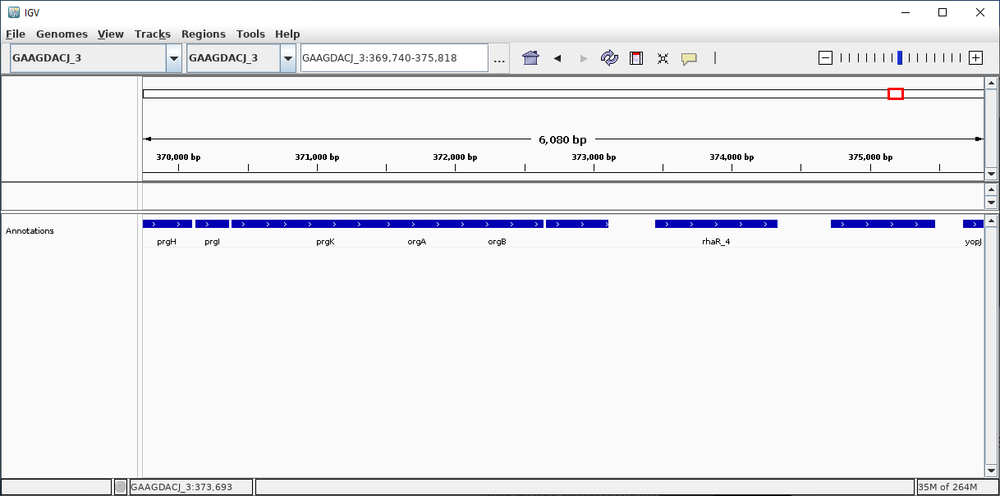 IGV
File Genomes View Tracks Regions Tools Help
GAAGDACJ_3 GAAGDACJ_3 GAAGDACJ_3:369,740-375,818 ...
6,080 bp
370,000 bp 371,000 bp 372,000 bp 373,000 bp 374,000 bp 375,000 bp
Annotations
prgH prgI prgK orgA orgB rhaR_4 yopJ
GAAGDACJ_3:373,693 35M of 264M